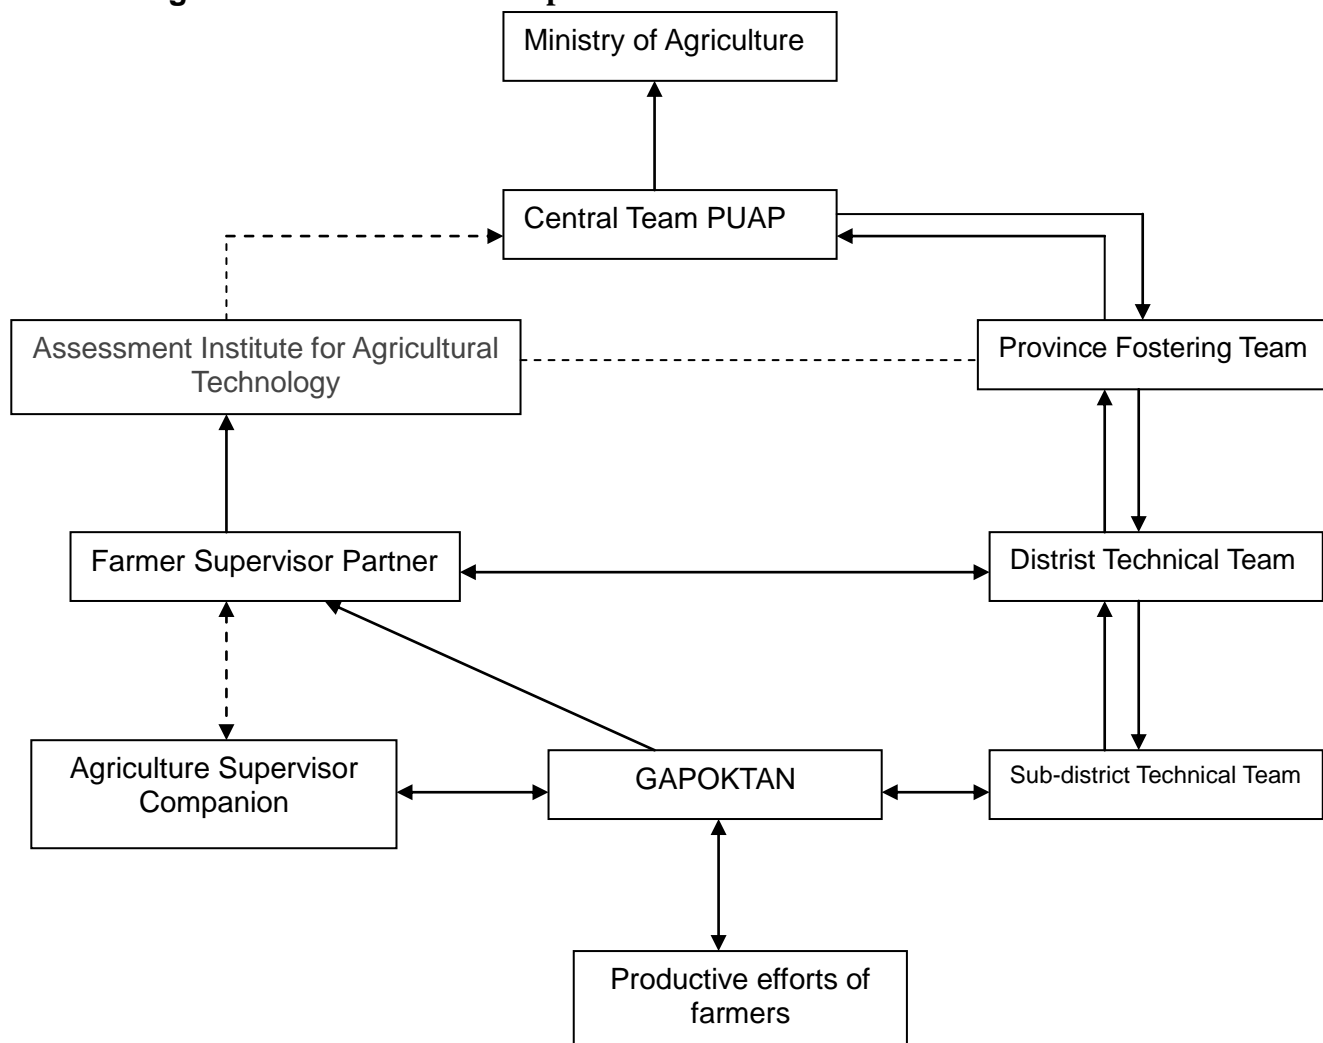 Ministry of Agriculture
Central Team PUAP
Assessment Institute for Agricultural
Technology
Province Fostering Team
Farmer Supervisor Partner
Distrist Technical Team
Agriculture Supervisor
Companion
GAPOKTAN
Sub-district Technical Team
Productive efforts of
farmers